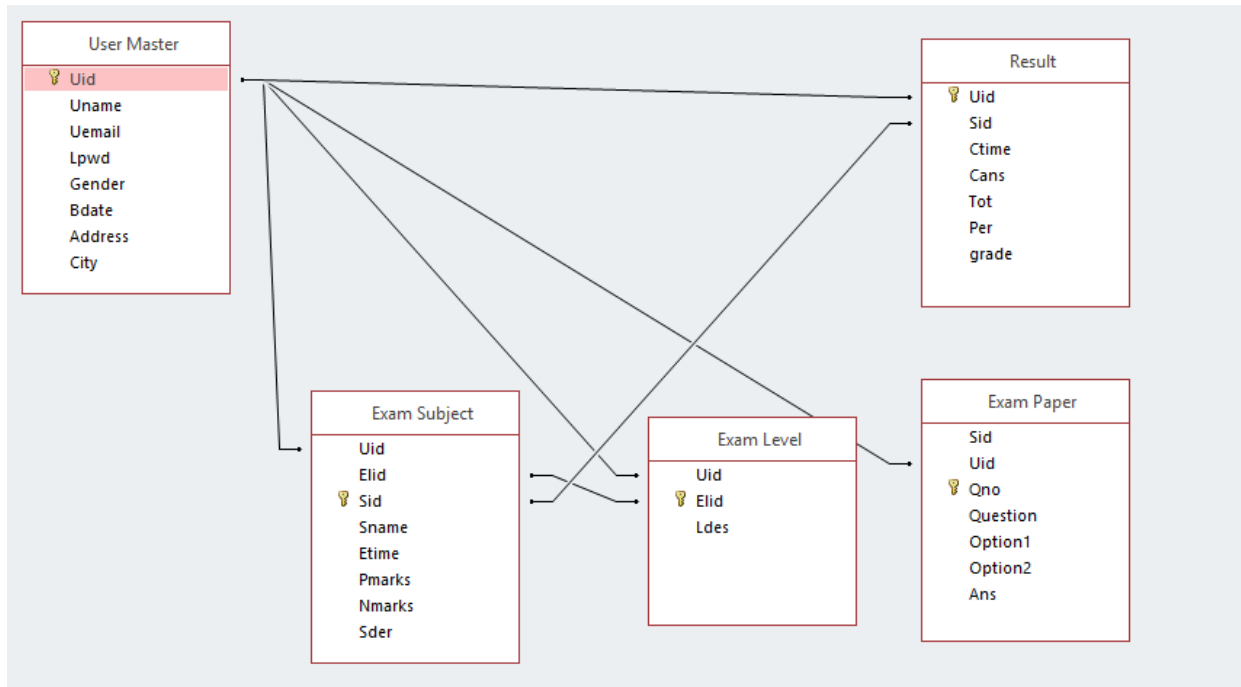 User Master
Uid
Uname
Uemail
Lpwd
Gender
Bdate
Address
City
Result
Uid
Sid
Ctime
Cans
Tot
Per
grade
Exam Subject
Uid
Elid
Sid
Sname
Etime
Pmarks
Nmarks
Sder
Exam Level
Uid
Elid
Ldes
Exam Paper
Sid
Uid
Qno
Question
Option1
Option2
Ans